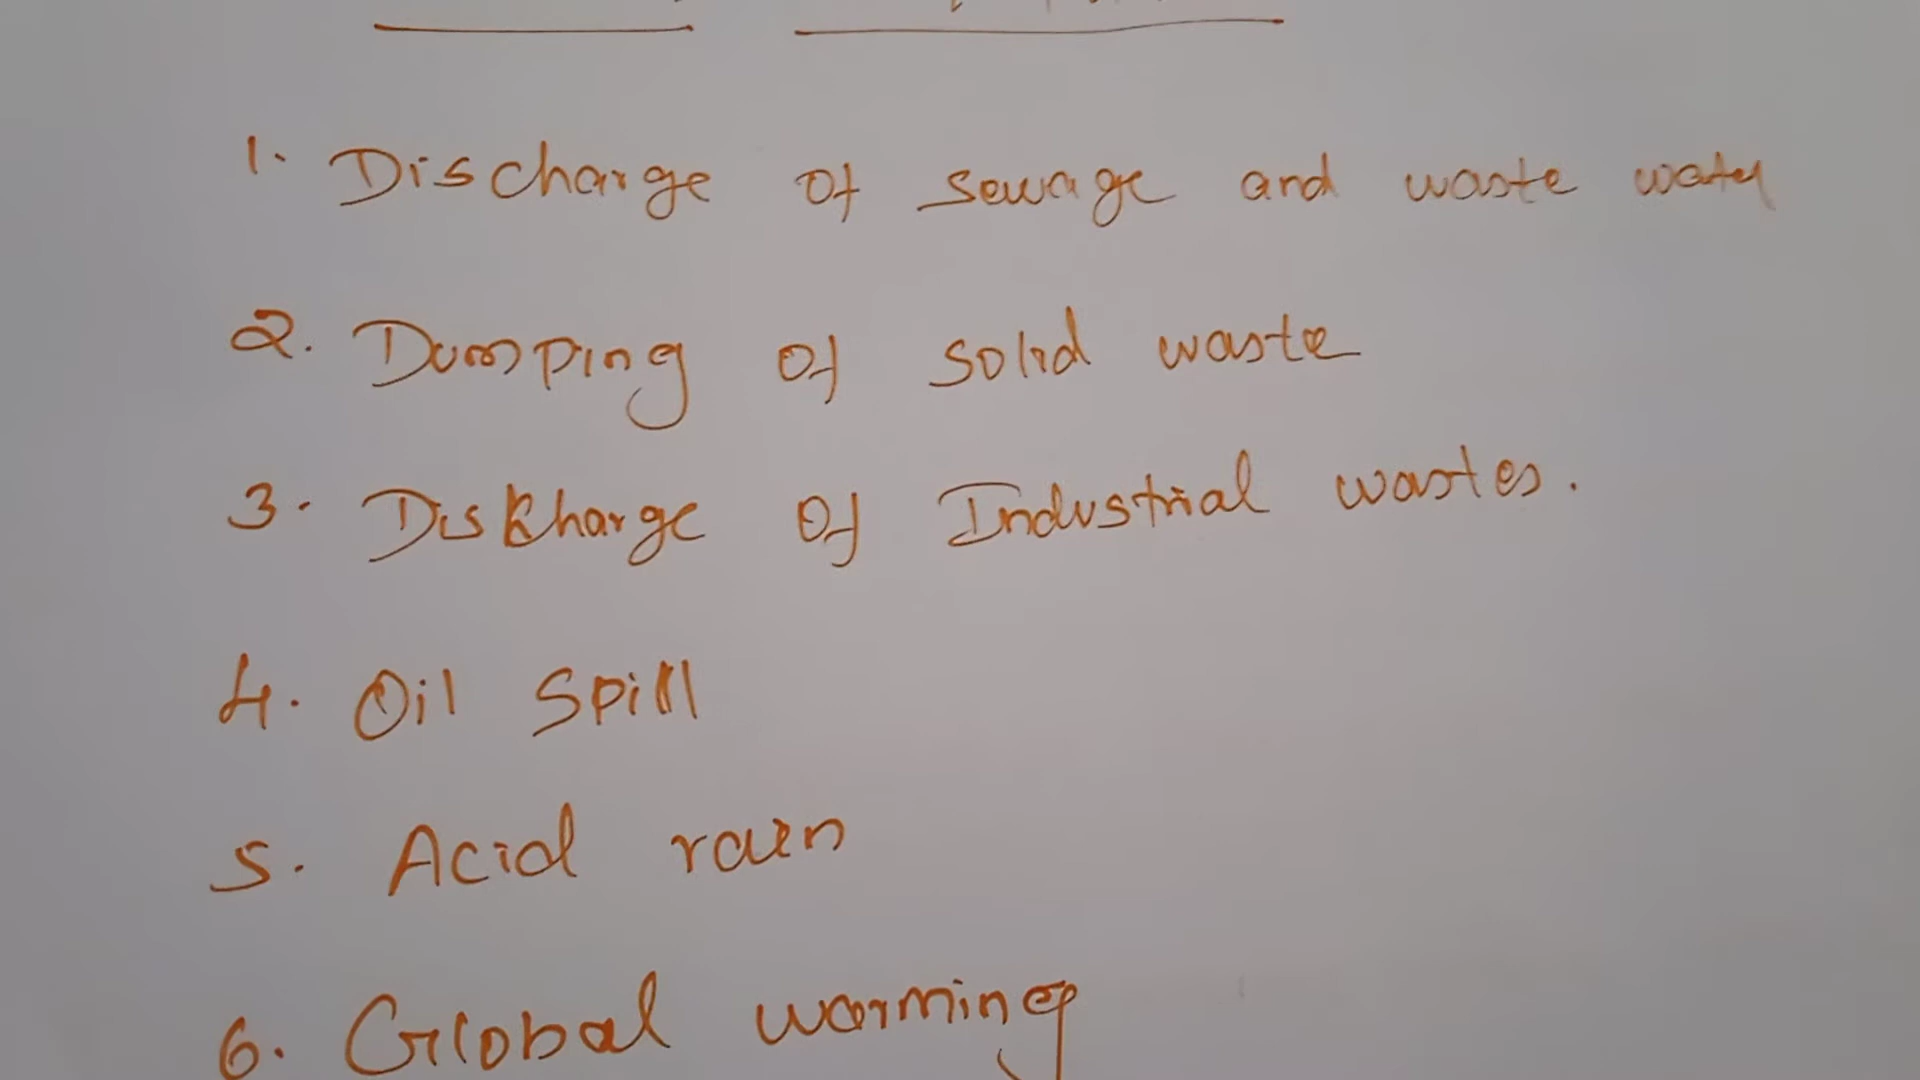 1. Discharge of sewage and waste water
2. Dumping of solid waste
3. Discharge of Industrial wastes.
4. Oil Spill
5. Acid rain
6. Global warming